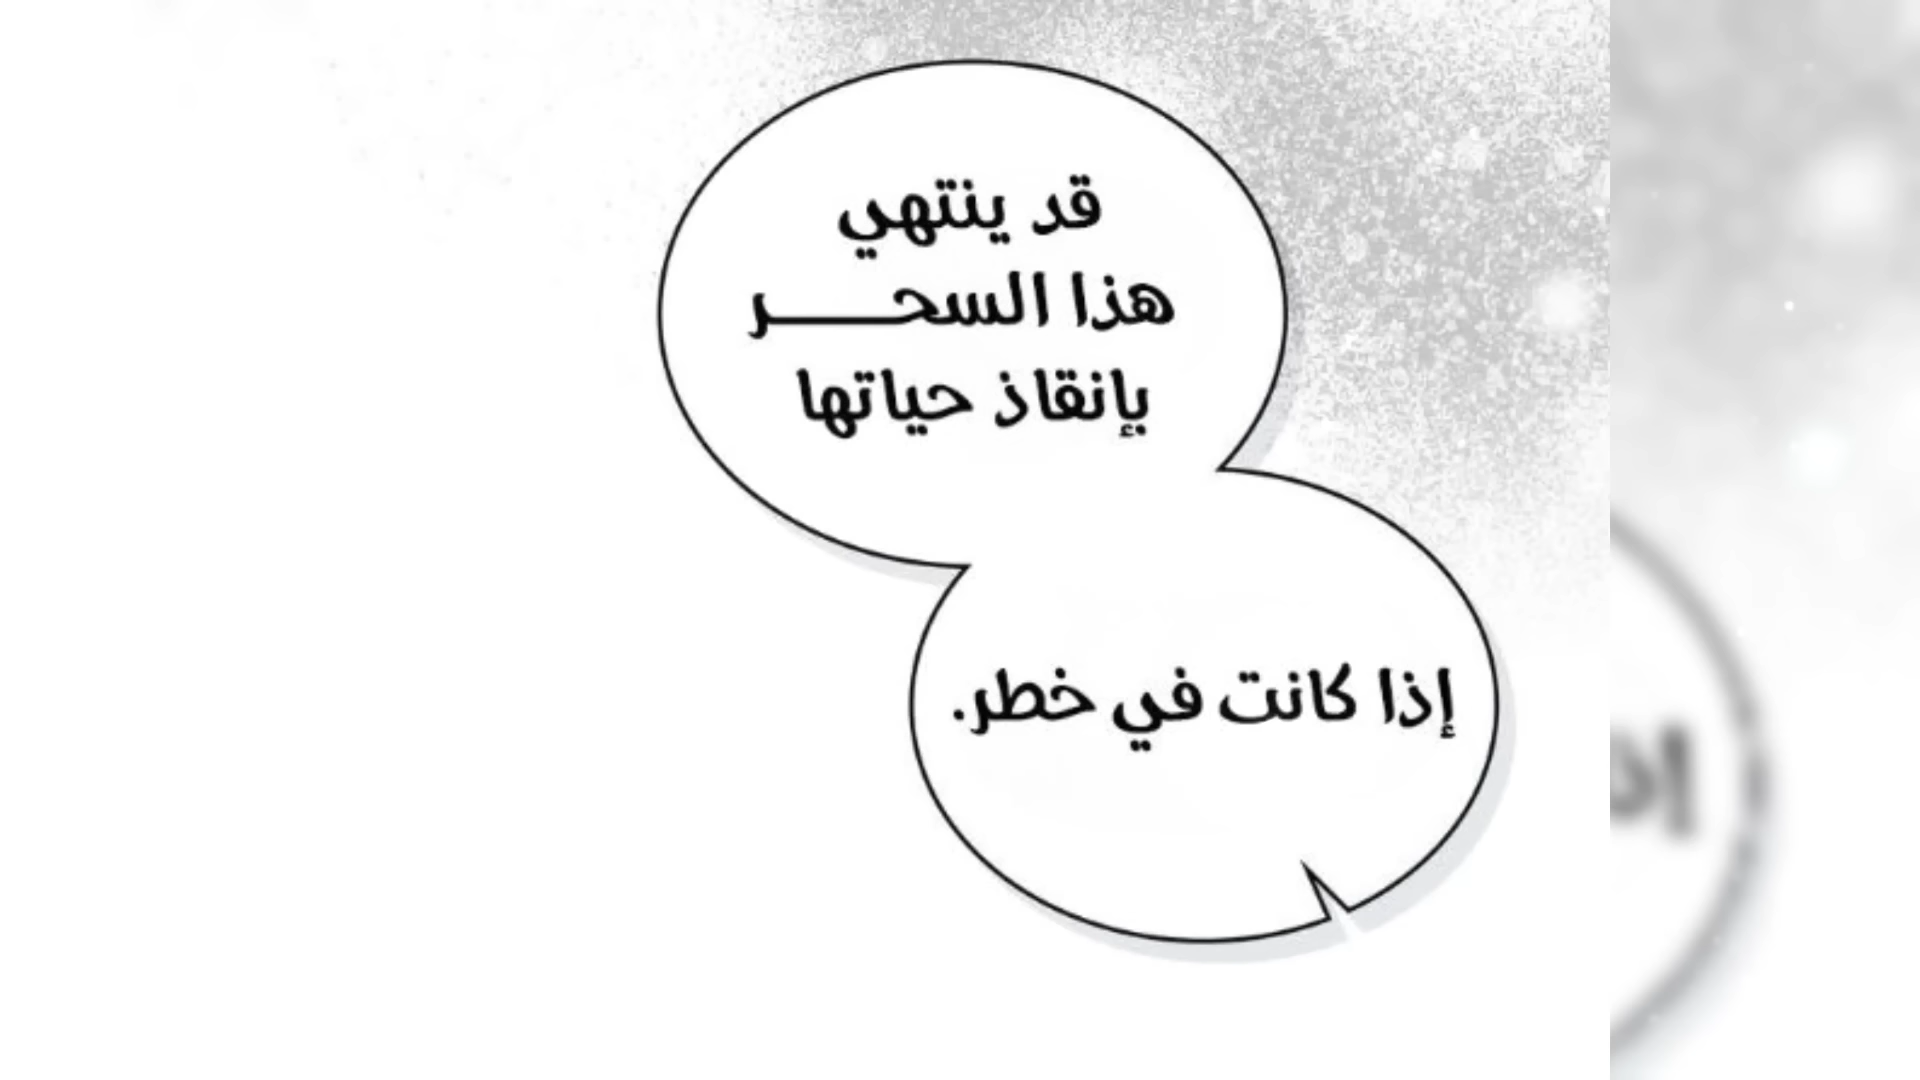 قد ينتهي
هذا السحـــــر
بإنقاذ حياتها
إذا كانت في خطر.